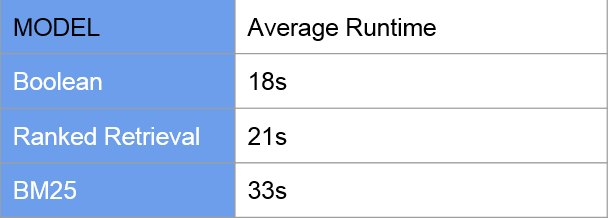 MODEL Average Runtime
Boolean 18s
Ranked Retrieval 21s
BM25 33s